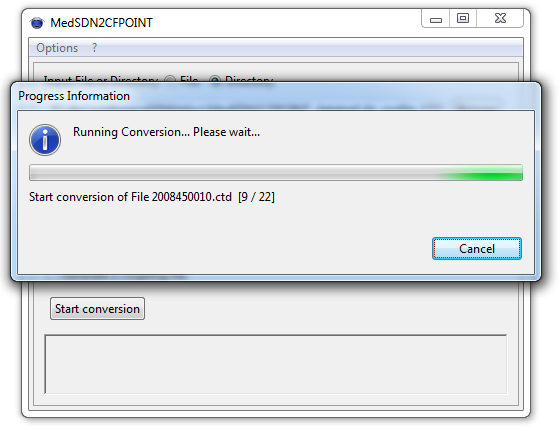 MedSDN2CFPOINT
Options ?
Input File or Directory File Directory
Progress Information
Running Conversion... Please wait...
Start conversion of File 2008450010.ctd [9 / 22]
Cancel
Start conversion